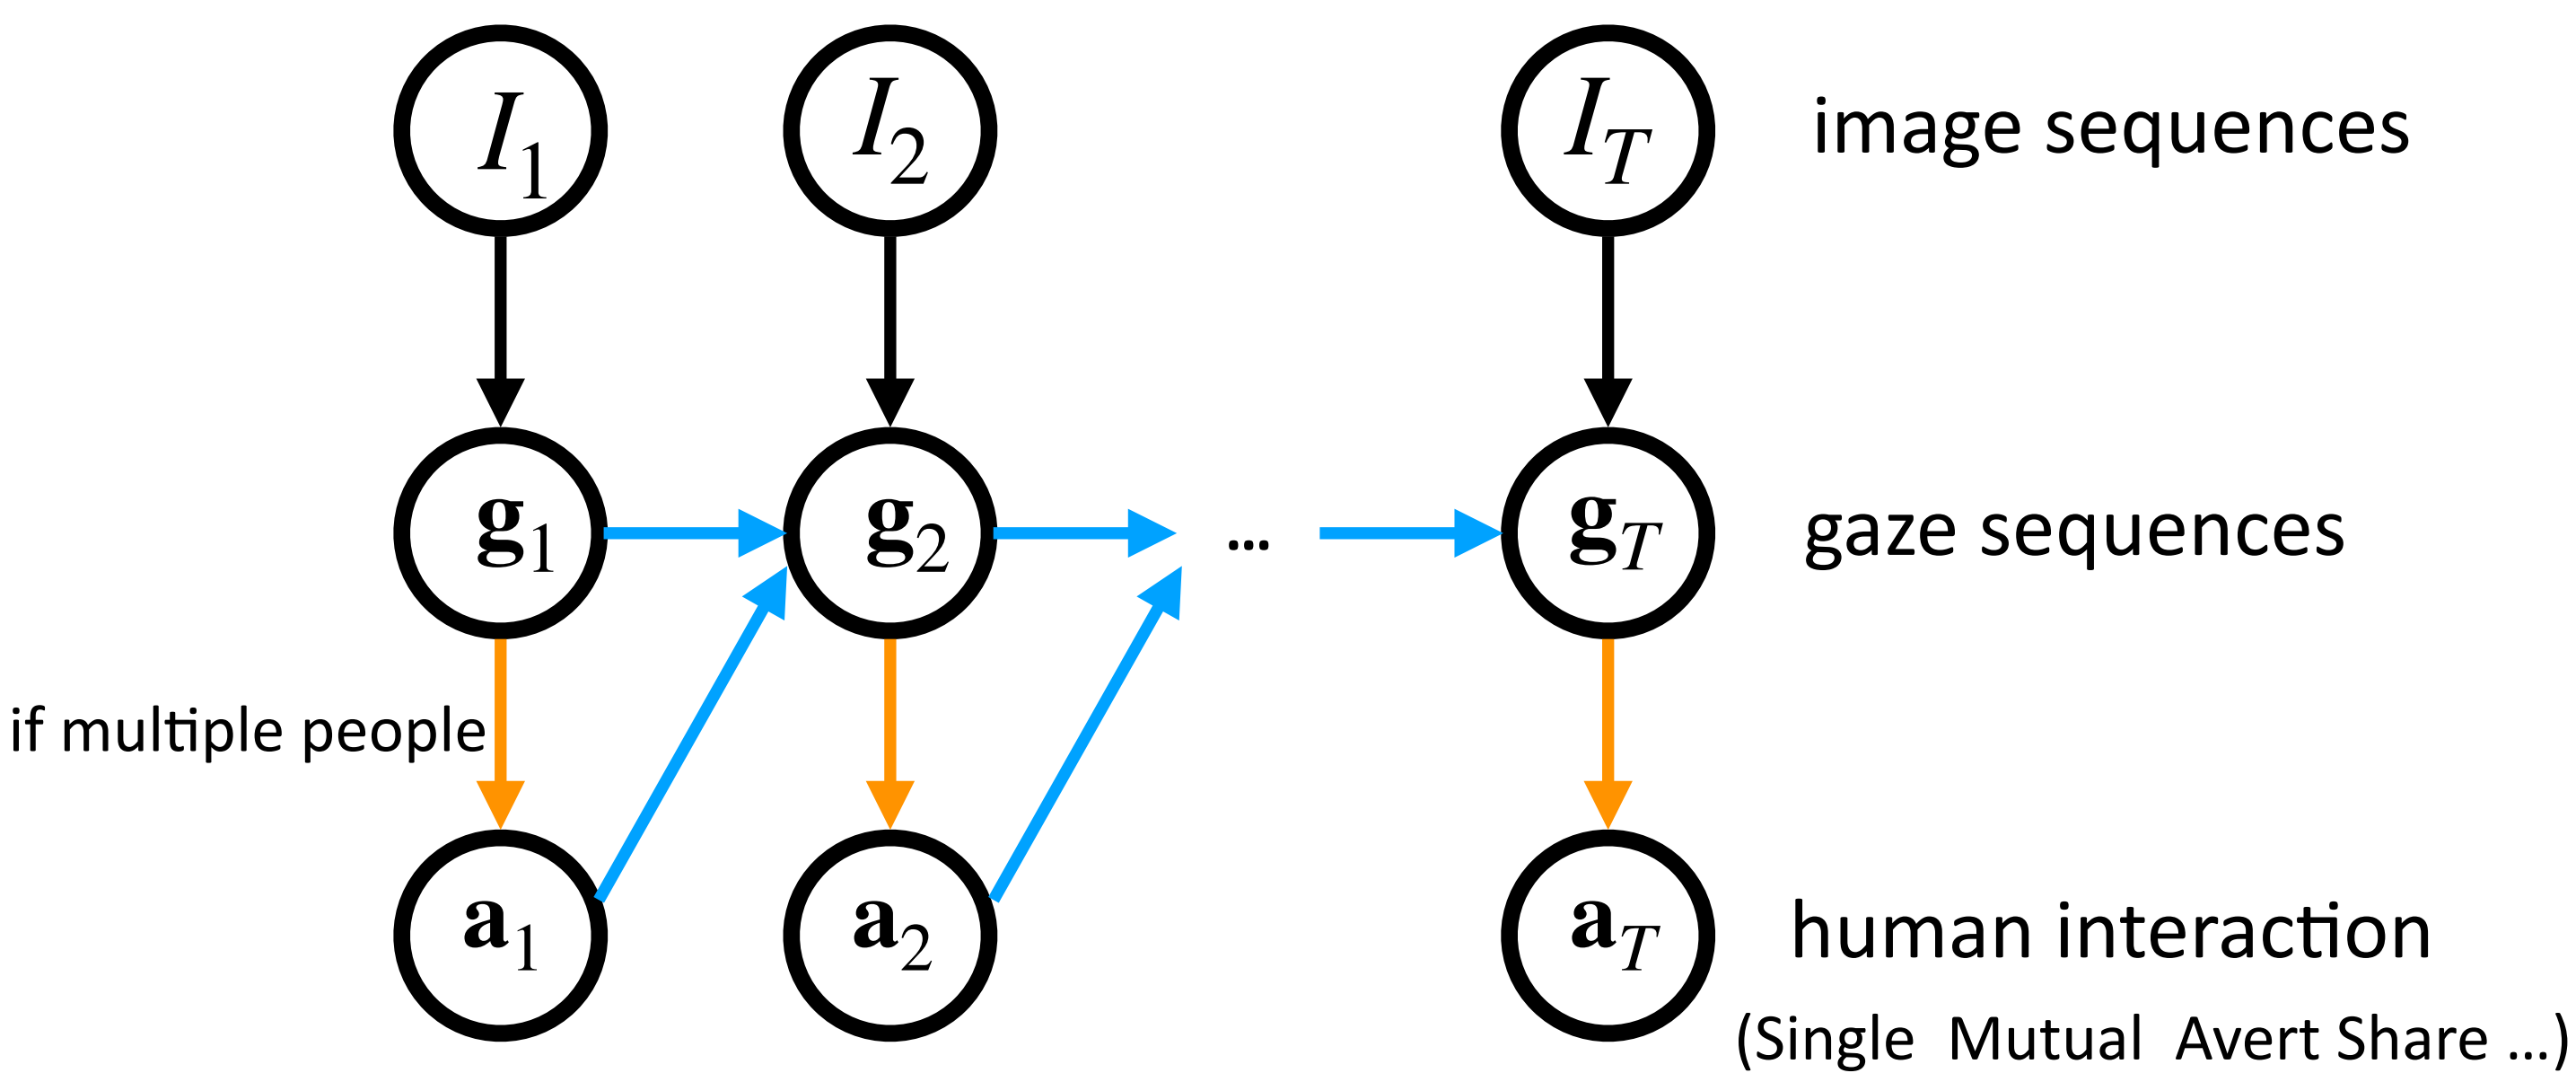 I1 I2 IT image sequences
g1 g2 ... gT gaze sequences
if multiple people
a1 a2 aT human interaction
(Single Mutual Avert Share ...)